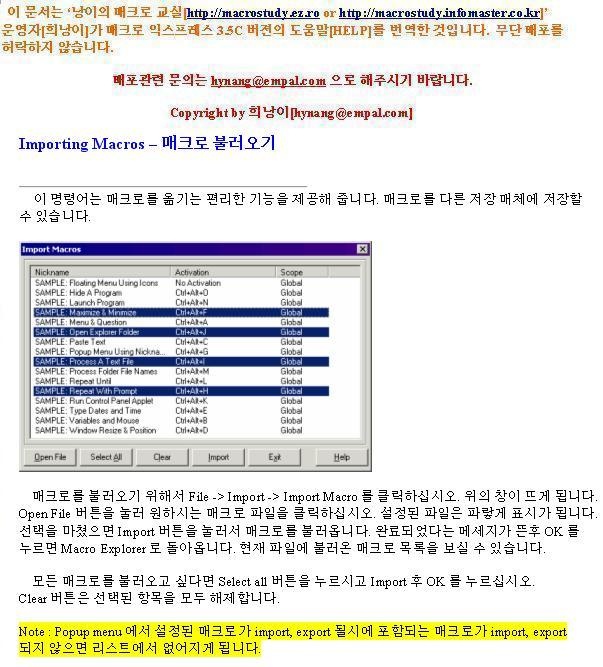 이 문서는 '낭이의 매크로 교실[http://macrostudy.ez.ro or http://macrostudy.infomaster.co.kr]'
운영자[희낭이]가 매크로 익스프레스 3.5C 버젼의 도움말[HELP]를 번역한 것입니다. 무단 배포를
허락하지 않습니다.
배포관련 문의는 hynang@empal.com 으로 해주시기 바랍니다.
Copyright by 희낭이[hynang@empal.com]
Importing Macros – 매크로 불러오기
이 명령어는 매크로를 옮기는 편리한 기능을 제공해 줍니다. 매크로를 다른 저장 매체에 저장할
수 있습니다.
Import Macros
Nickname Activation Scope
SAMPLE: Floating Menu Using Icons No Activation Global
SAMPLE: Hide A Program Ctrl+Alt+O Global
SAMPLE: Launch Program Ctrl+Alt+N Global
SAMPLE: Maximize & Minimize Ctrl+Alt+F Global
SAMPLE: Menu & Question Ctrl+Alt+A Global
SAMPLE: Open Explorer Folder Ctrl+Alt+J Global
SAMPLE: Paste Text Ctrl+Alt+C Global
SAMPLE: Popup Menu Using Nickna... Ctrl+Alt+G Global
SAMPLE: Process A Text File Ctrl+Alt+I Global
SAMPLE: Process Folder File Names Ctrl+Alt+M Global
SAMPLE: Repeat Until Ctrl+Alt+L Global
SAMPLE: Repeat With Prompt Ctrl+Alt+H Global
SAMPLE: Run Control Panel Applet Ctrl+Alt+K Global
SAMPLE: Type Dates and Time Ctrl+Alt+E Global
SAMPLE: Variables and Mouse Ctrl+Alt+B Global
SAMPLE: Window Resize & Position Ctrl+Alt+D Global
Open File Select All Clear Import Exit Help
매크로를 불러오기 위해서 File -> Import -> Import Macro 를 클릭하십시오. 위의 창이 뜨게 됩니다.
Open File 버튼을 눌러 원하시는 매크로 파일을 클릭하십시오. 설정된 파일은 파랗게 표시가 됩니다.
선택을 마쳤으면 Import 버튼을 눌러서 매크로를 불러옵니다. 완료되었다는 메세지가 뜬후 OK 를
누르면 Macro Explorer 로 돌아옵니다. 현재 파일에 불러온 매크로 목록을 보실 수 있습니다.
모든 매크로를 불러오고 싶다면 Select all 버튼을 누르시고 Import 후 OK 를 누르십시오.
Clear 버튼은 선택된 항목을 모두 해제합니다.
Note : Popup menu 에서 설정된 매크로가 import, export 될시에 포함되는 매크로가 import, export
되지 않으면 리스트에서 없어지게 됩니다.